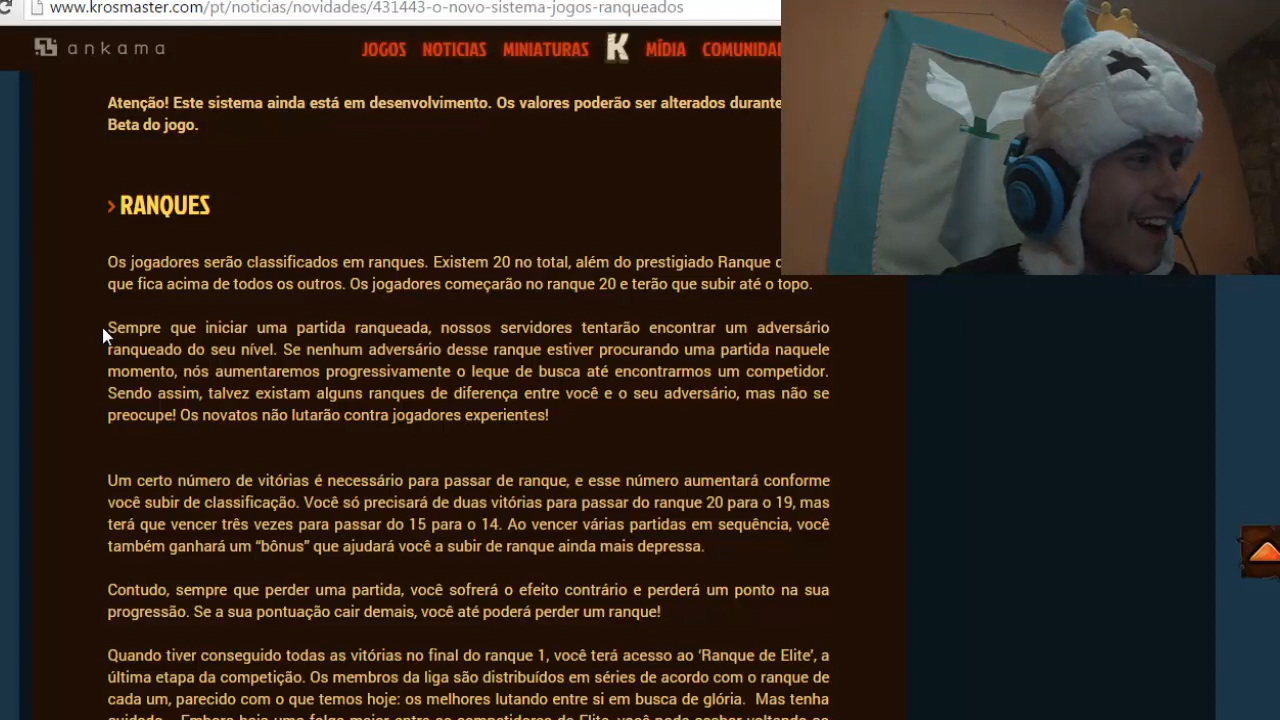 www.krosmaster.com/pt/noticias/novidades/431443-o-novo-sistema-jogos-ranqueados
ankama
JOGOS NOTICIAS MINIATURAS K MÍDIA COMUNIDA
Atenção! Este sistema ainda está em desenvolvimento. Os valores poderão ser alterados durante
Beta do jogo.
> RANQUES
Os jogadores serão classificados em ranques. Existem 20 no total, além do prestigiado Ranque
que fica acima de todos os outros. Os jogadores começarão no ranque 20 e terão que subir até o topo.
Sempre que iniciar uma partida ranqueada, nossos servidores tentarão encontrar um adversário
ranqueado do seu nível. Se nenhum adversário desse ranque estiver procurando uma partida naquele
momento, nós aumentaremos progressivamente o leque de busca até encontrarmos um competidor.
Sendo assim, talvez existam alguns ranques de diferença entre você e o seu adversário, mas não se
preocupe! Os novatos não lutarão contra jogadores experientes!
Um certo número de vitórias é necessário para passar de ranque, e esse número aumentará conforme
você subir de classificação. Você só precisará de duas vitórias para passar do ranque 20 para o 19, mas
terá que vencer três vezes para passar do 15 para o 14. Ao vencer várias partidas em sequência, você
também ganhará um “bônus” que ajudará você a subir de ranque ainda mais depressa.
Contudo, sempre que perder uma partida, você sofrerá o efeito contrário e perderá um ponto na sua
progressão. Se a sua pontuação cair demais, você até poderá perder um ranque!
Quando tiver conseguido todas as vitórias no final do ranque 1, você terá acesso ao ‘Ranque de Elite’, a
última etapa da competição. Os membros da liga são distribuídos em séries de acordo com o ranque de
cada um, parecido com o que temos hoje: os melhores lutando entre si em busca de glória. Mas tenha